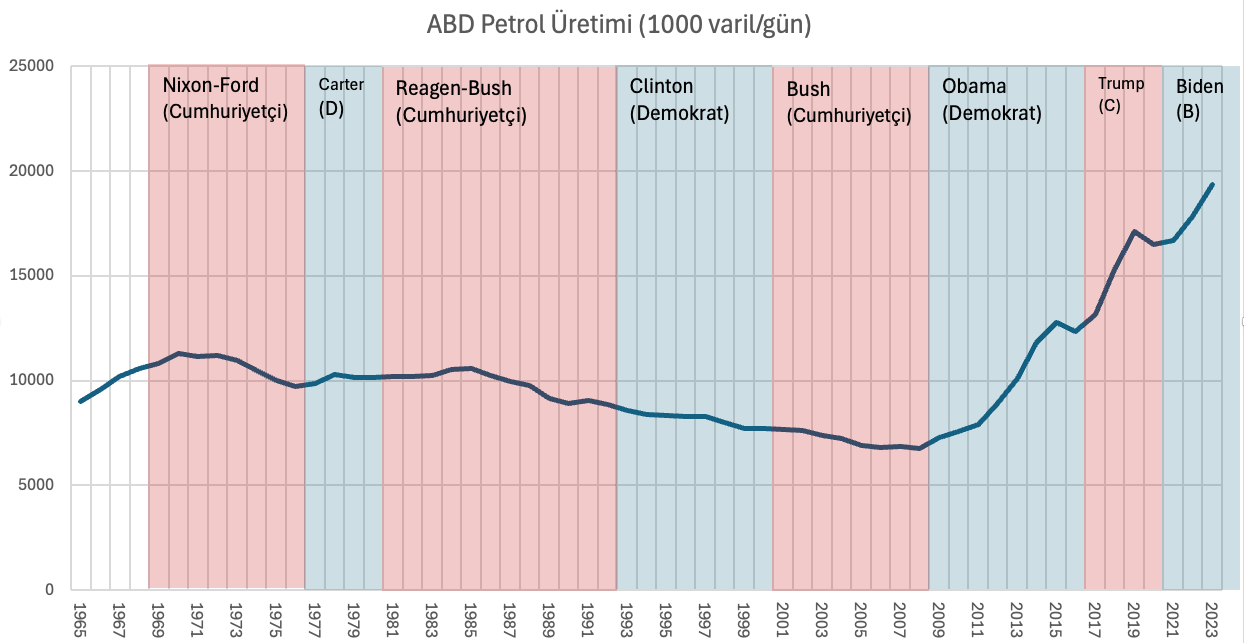 ABD Petrol Üretimi (1000 varil/gün)
25000
20000
15000
10000
5000
0
Nixon-Ford
(Cumhuriyetçi)
Carter
(D)
Reagen-Bush
(Cumhuriyetçi)
Clinton
(Demokrat)
Bush
(Cumhuriyetçi)
Obama
(Demokrat)
Trump
(C)
Biden
(B)
1965
1967
1969
1971
1973
1975
1977
1979
1981
1983
1985
1987
1989
1991
1993
1995
1997
1999
2001
2003
2005
2007
2009
2011
2013
2015
2017
2019
2021
2023